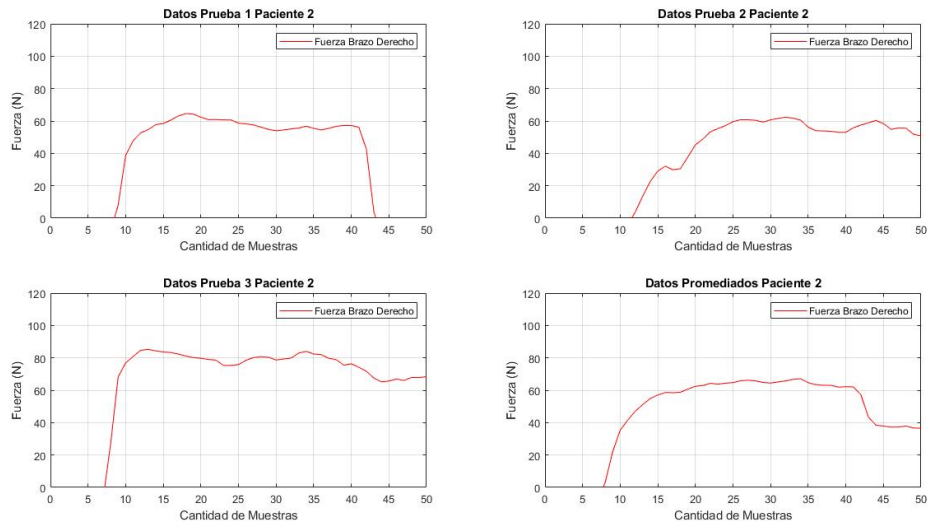 Datos Prueba 1 Paciente 2
Fuerza Brazo Derecho
Fuerza (N)
120
100
80
60
40
20
0
0 5 10 15 20 25 30 35 40 45 50
Cantidad de Muestras
Datos Prueba 2 Paciente 2
Fuerza Brazo Derecho
Fuerza (N)
120
100
80
60
40
20
0
0 5 10 15 20 25 30 35 40 45 50
Cantidad de Muestras
Datos Prueba 3 Paciente 2
Fuerza Brazo Derecho
Fuerza (N)
120
100
80
60
40
20
0
0 5 10 15 20 25 30 35 40 45 50
Cantidad de Muestras
Datos Promediados Paciente 2
Fuerza Brazo Derecho
Fuerza (N)
120
100
80
60
40
20
0
0 5 10 15 20 25 30 35 40 45 50
Cantidad de Muestras